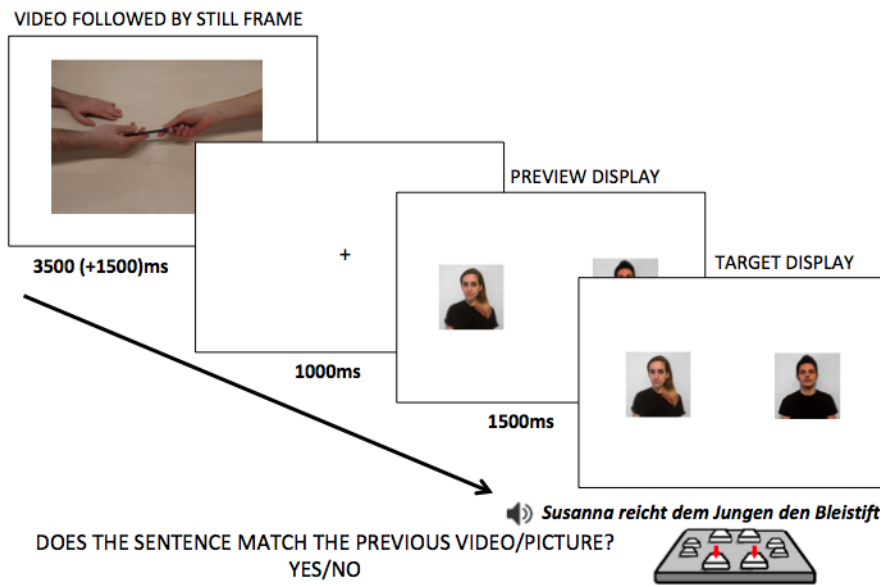 VIDEO FOLLOWED BY STILL FRAME
3500 (+1500)ms
+
1000ms
PREVIEW DISPLAY
1500ms
TARGET DISPLAY
Susanna reicht dem Jungen den Bleistift
DOES THE SENTENCE MATCH THE PREVIOUS VIDEO/PICTURE?
YES/NO